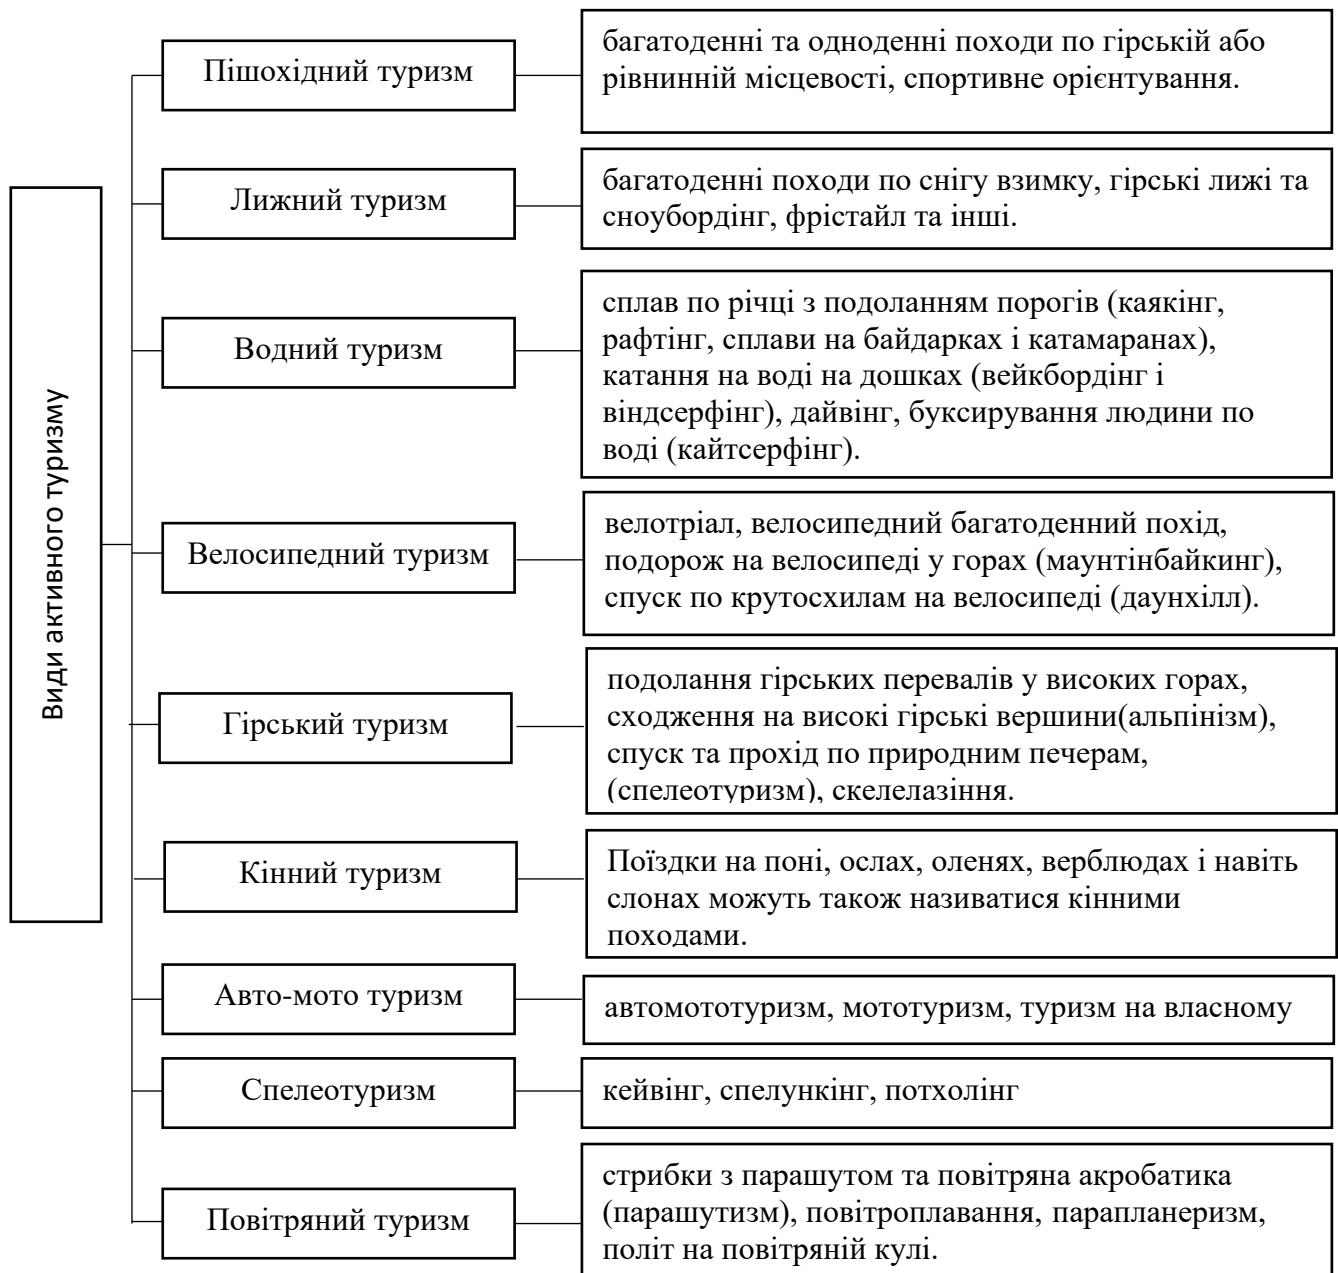 Види активного туризму
Пішохідний туризм
багатоденні та одноденні походи по гірській або
рівнинній місцевості, спортивне орієнтування.
Лижний туризм
багатоденні походи по снігу взимку, гірські лижі та
сноубордінг, фрістайл та інші.
Водний туризм
сплав по річці з подоланням порогів (каякінг,
рафтінг, сплави на байдарках і катамаранах),
катання на воді на дошках (вейкбордінг і
віндсерфінг), дайвінг, буксирування людини по
воді (кайтсерфінг).
Велосипедний туризм
велотріал, велосипедний багатоденний похід,
подорож на велосипеді у горах (маунтінбайкинг),
спуск по крутосхилам на велосипеді (даунхілл).
Гірський туризм
подолання гірських перевалів у високих горах,
сходження на високі гірські вершини(альпінізм),
спуск та прохід по природним печерам,
(спелеотуризм), скелелазіння.
Кінний туризм
Поїздки на поні, ослах, оленях, верблюдах і навіть
слонах можуть також називатися кінними
походами.
Авто-мото туризм
автомототуризм, мототуризм, туризм на власному
Спелеотуризм
кейвінг, спелункінг, потхолінг
Повітряний туризм
стрибки з парашутом та повітряна акробатика
(парашутизм), повітроплавання, парапланеризм,
політ на повітряній кулі.